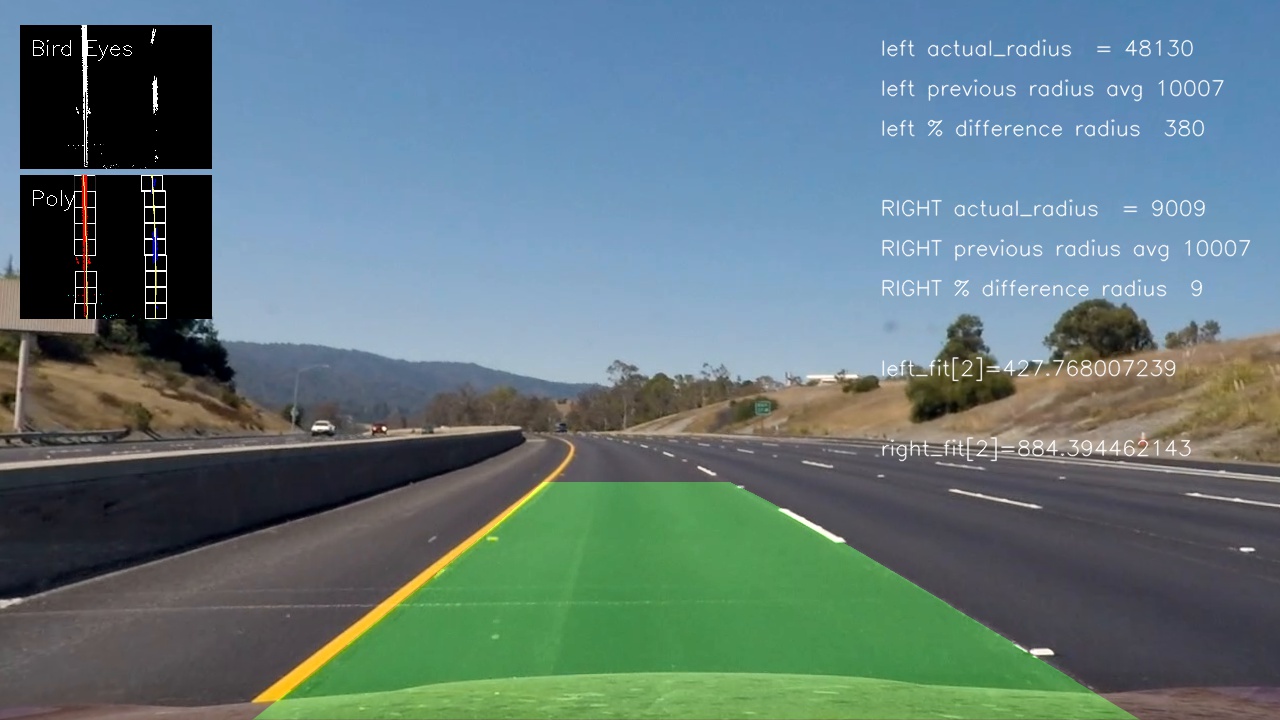 Bird Eyes
Poly
left actual_radius = 48130
left previous radius avg 10007
left % difference radius 380
RIGHT actual_radius = 9009
RIGHT previous radius avg 10007
RIGHT % difference radius 9
left_fit[2]=427.768007239
right_fit[2]=884.394462143